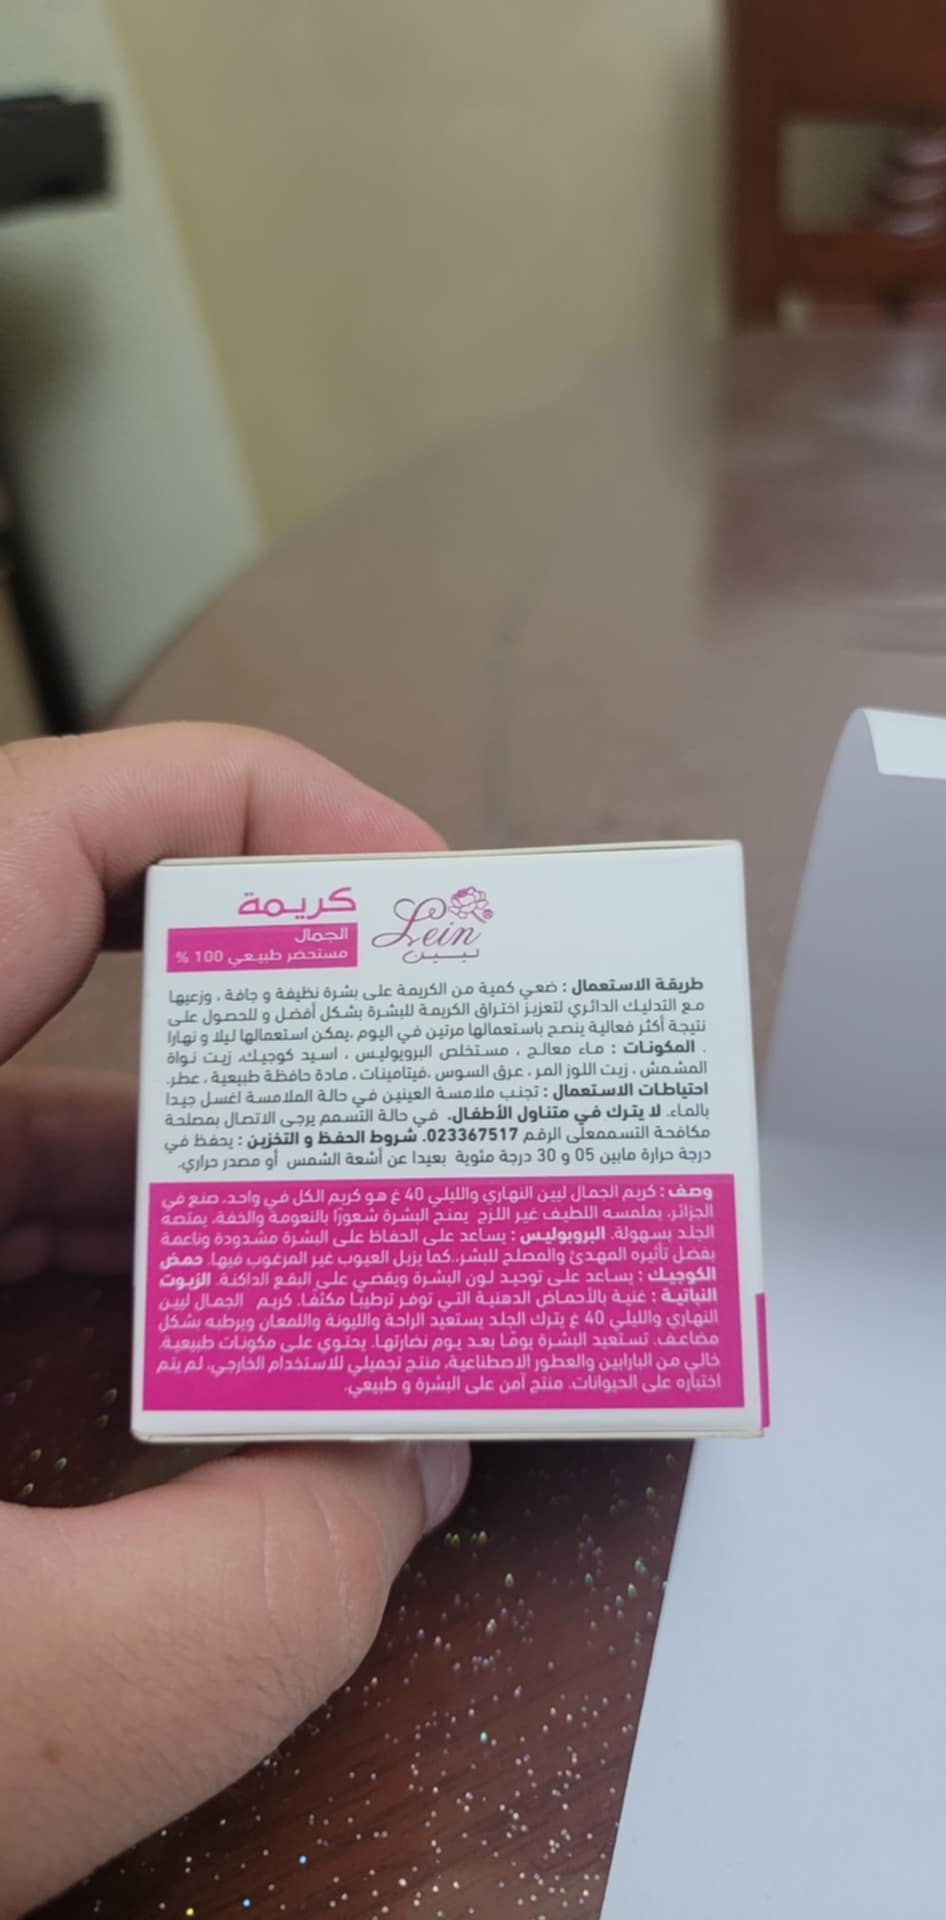 كريمة
الجمال
مستحضر طبيعي 100 %
Lein®
ليـــن
طريقة الاستعمال : ضعي كمية من الكريمة على بشرة نظيفة و جافة ، وزعيها
مع التدليك الدائري لتعزيز اختراق الكريمة للبشرة بشكل أفضل و للحصول على
نتيجة أكثر فعالية ينصح باستعمالها مرتين في اليوم ،يمكن استعمالها ليلا و نهارا
. المكونات : ماء معالج ، مستخلص البروبوليس ، اسيد كوجيك، زيت نواة
المشمش ، زيت اللوز المر ، عرق السوس ،فيتامينات ، مادة حافظة طبيعية ، عطر.
احتياطات الاستعمال : تجنب ملامسة العينين في حالة الملامسة اغسل جيدا
بالماء. لا يترك في متناول الأطفال. في حالة التسمم يرجى الاتصال بمصلحة
مكافحة التسممعلى الرقم 023367517. شروط الحفظ و التخزين : يحفظ في
درجة حرارة مابين 05 و 30 درجة مئوية بعيدا عن أشعة الشمس أو مصدر حراري.
وصف : كريم الجمال ليين النهاري والليلي 40 غ هو كريم الكل في واحد، صنع في
الجزائر، بملمسه اللطيف غير اللزج يمنح البشرة شعورًا بالنعومة والخفة، يمتصه
الجلد بسهولة. البروبوليس : يساعد على الحفاظ على البشرة مشدودة وناعمة
بفضل تأثيره المهدئ والمصلح للبشر،.كما يزيل العيوب غير المرغوب فيها. حمض
الكوجيك : يساعد على توحيد لون البشرة ويقضي على البقع الداكنة. الزيوت
النباتية : غنية بالأحماض الدهنية التي توفر ترطيبًا مكثفًا. كريم الجمال ليين
النهاري والليلي 40 غ يترك الجلد يستعيد الراحة والليونة واللمعان ويرطبه بشكل
مضاعف. تستعيد البشرة يومًا بعد يوم نضارتها. يحتوي على مكونات طبيعية،
خالي من البارابين والعطور الاصطناعية، منتج تجميلي للاستخدام الخارجي، لم يتم
اختباره على الحيوانات. منتج آمن على البشرة و طبيعي.